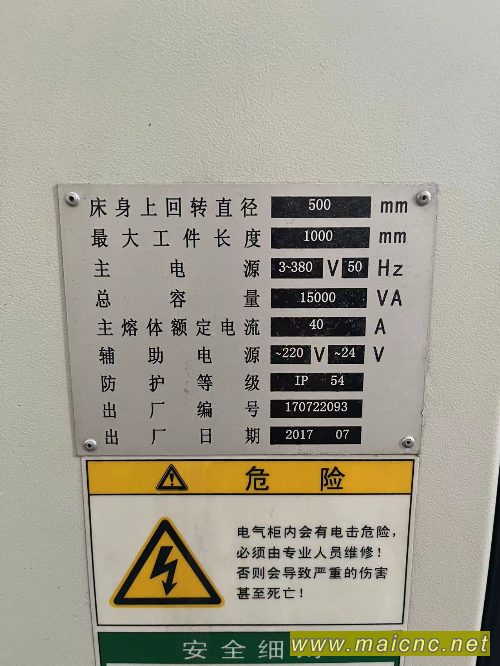 床身上回转直径 500 mm
最大工件长度 1000 mm
主电源 3~380 V 50 Hz
总容量 15000 VA
主熔体额定电流 40 A
辅助电源 ~220 V ~24 V
防护等级 IP 54
出厂编号 170722093
出厂日期 2017 07
危险
电气柜内会有电击危险，
必须由专业人员维修！
否则会导致严重的伤害
甚至死亡！
安全细
www.maicnc.net